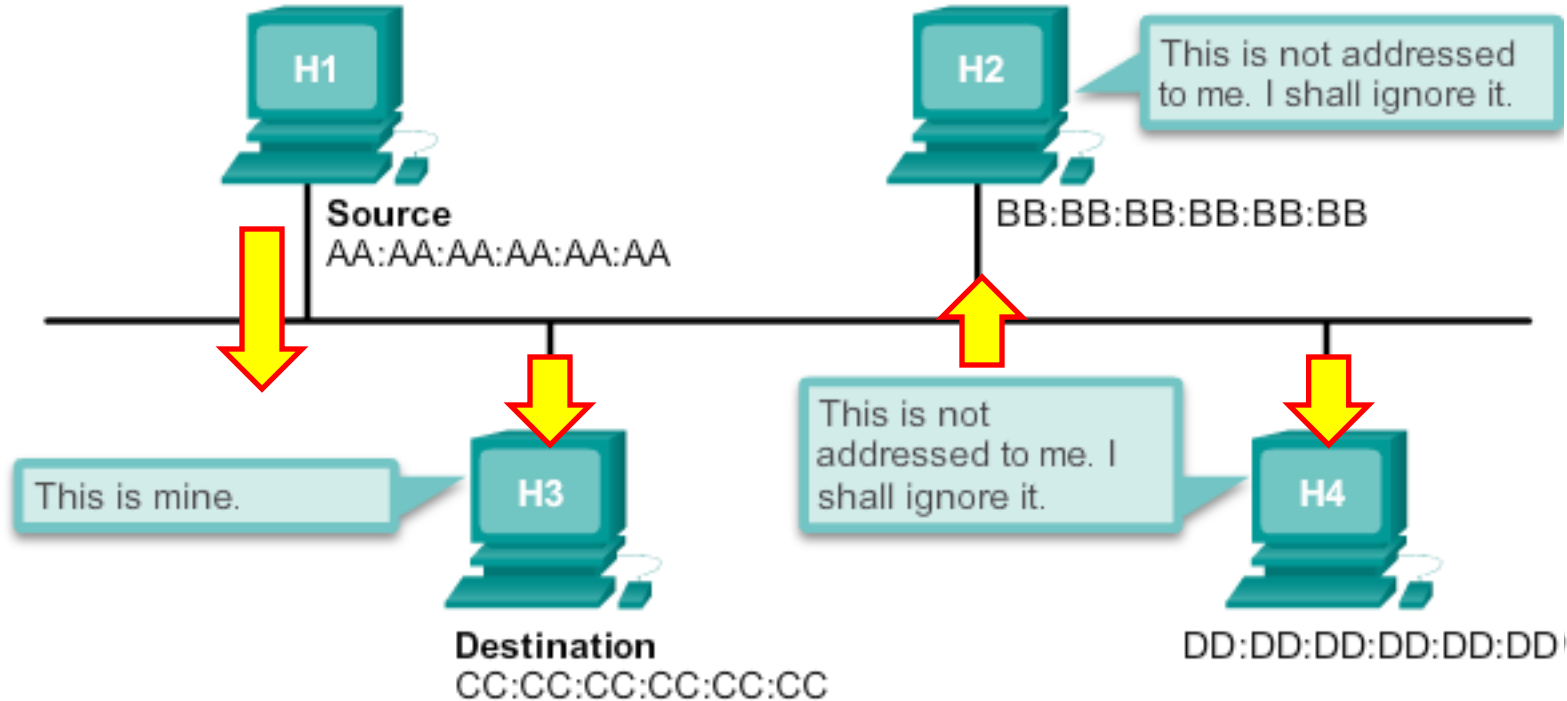 H1
H2
This is not addressed
to me. I shall ignore it.
Source
AA:AA:AA:AA:AA:AA
BB:BB:BB:BB:BB:BB
This is mine.
H3
This is not
addressed to me. I
shall ignore it.
H4
Destination
CC:CC:CC:CC:CC:CC
DD:DD:DD:DD:DD:DD